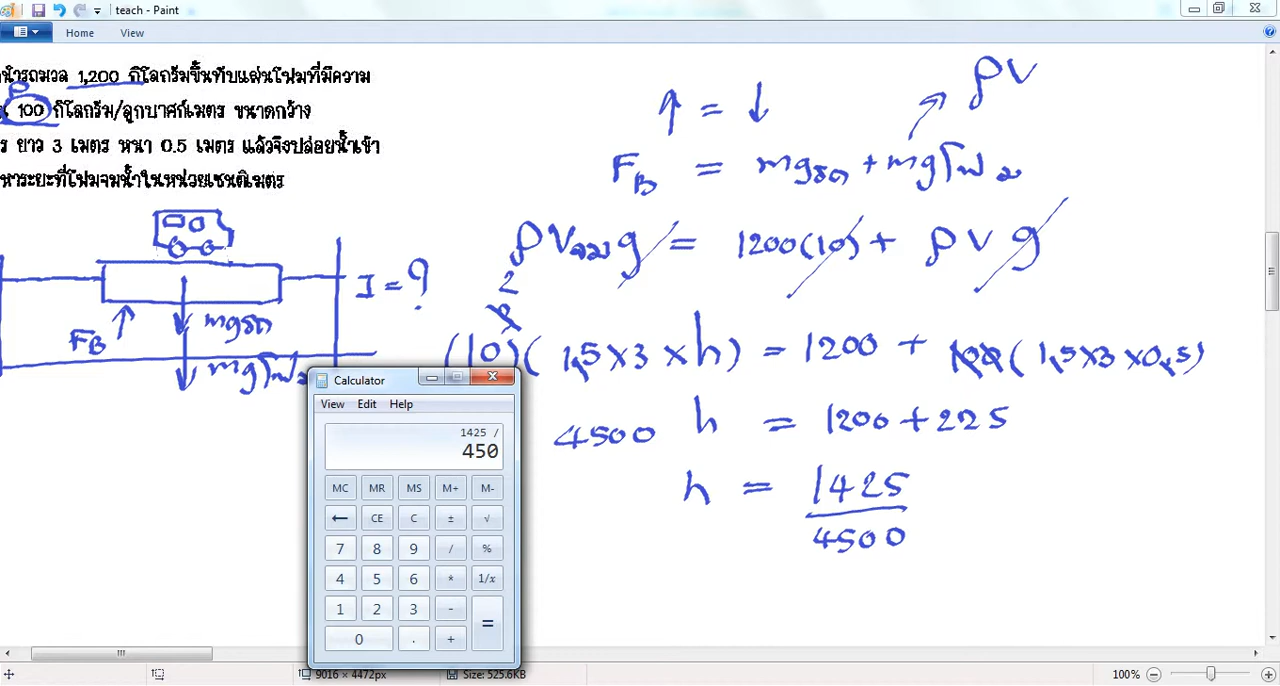 teach - Paint
Home View
นำรถมวล 1,200 กิโลกรัมขึ้นทับแผ่นโฟมที่มีความ
ρ
100 กิโลกรัม/ลูกบาศก์เมตร ขนาดกว้าง
ร ยาว 3 เมตร หนา 0.5 เมตร แล้วจึงปล่อยน้ำเข้า
หาระยะที่โฟมจมน้ำในหน่วยเซนติเมตร
I = ?
F_B
mgรถ
mgโฟม
ρV
↑ = ↓
F_B = mgรถ + mgโฟม
ρVจมg = 1200(10) + ρVg
(1,5×3×h) = 1200 + 100(1,5×3×0,5)
4500 h = 1200+225
h = 1425
4500
Calculator
View Edit Help
1425 /
450
MC MR MS M+ M-
← CE C ± √
7 8 9 / %
4 5 6 * 1/x
1 2 3 - =
0 . +
9016 × 4472px
Size: 525.6KB
100%